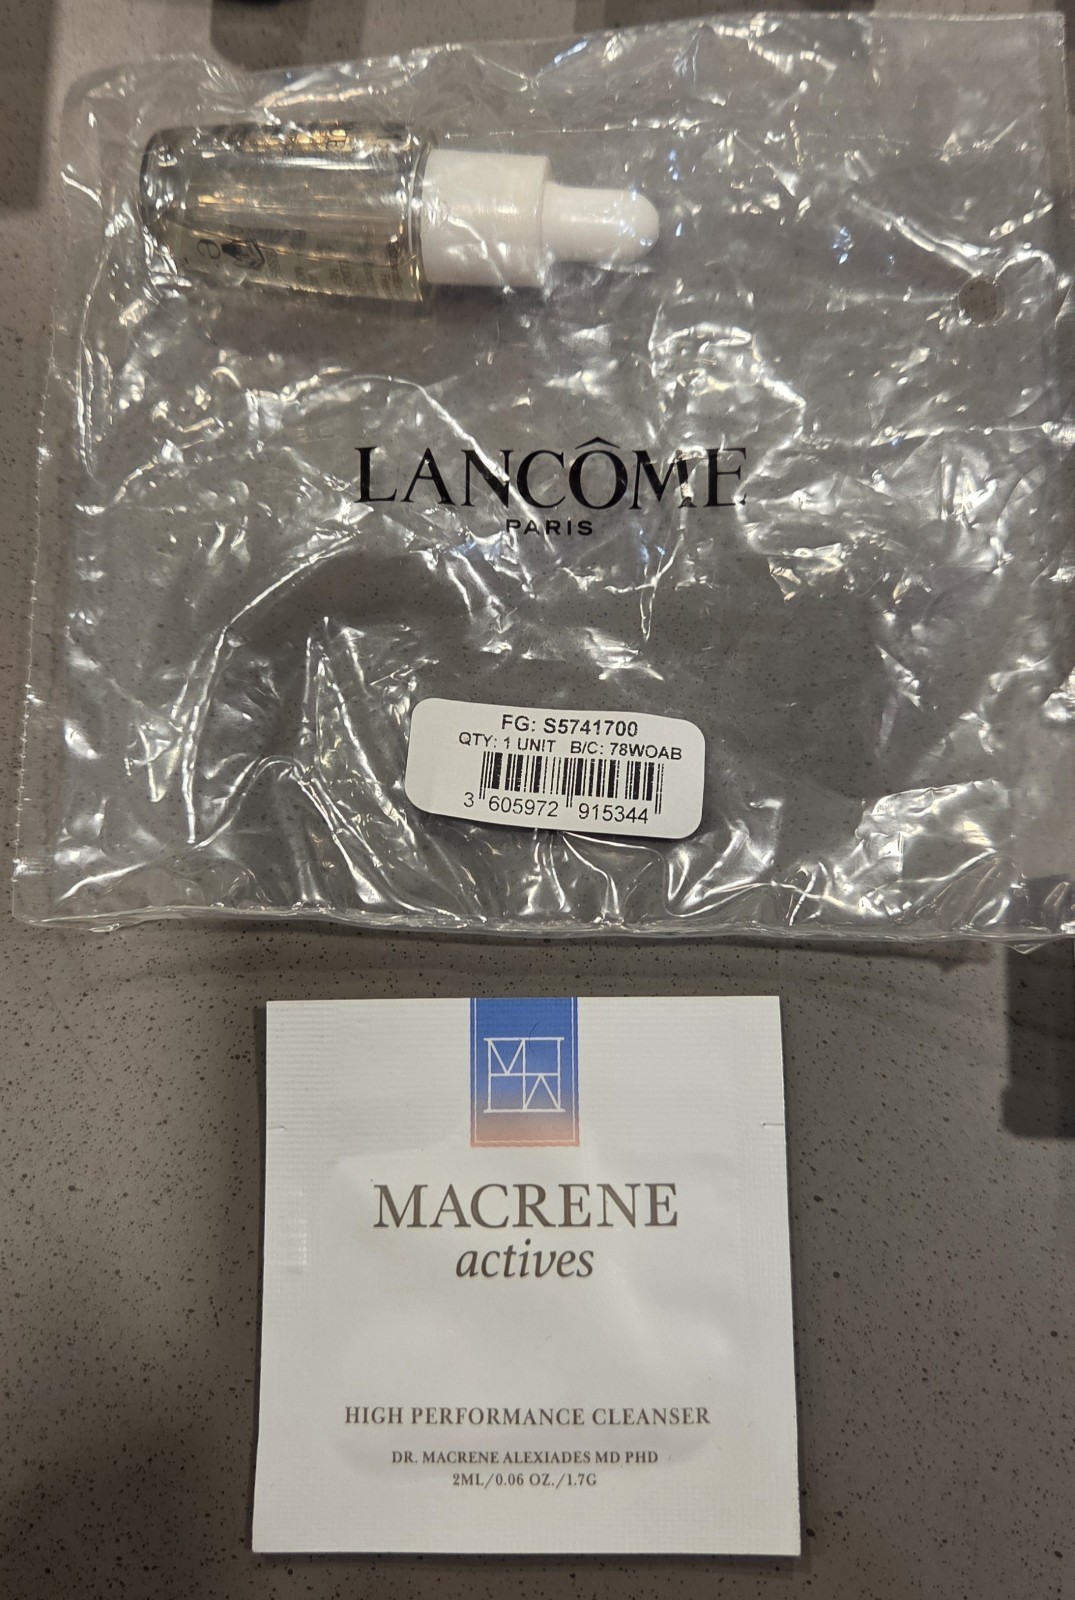 LANCÔME
PARIS
FG: S5741700
QTY: 1 UNIT B/C: 78WOAB
3 605972 915344
MACRENE
actives
HIGH PERFORMANCE CLEANSER
DR. MACRENE ALEXIADES MD PHD
2ML/0.06 OZ./1.7G